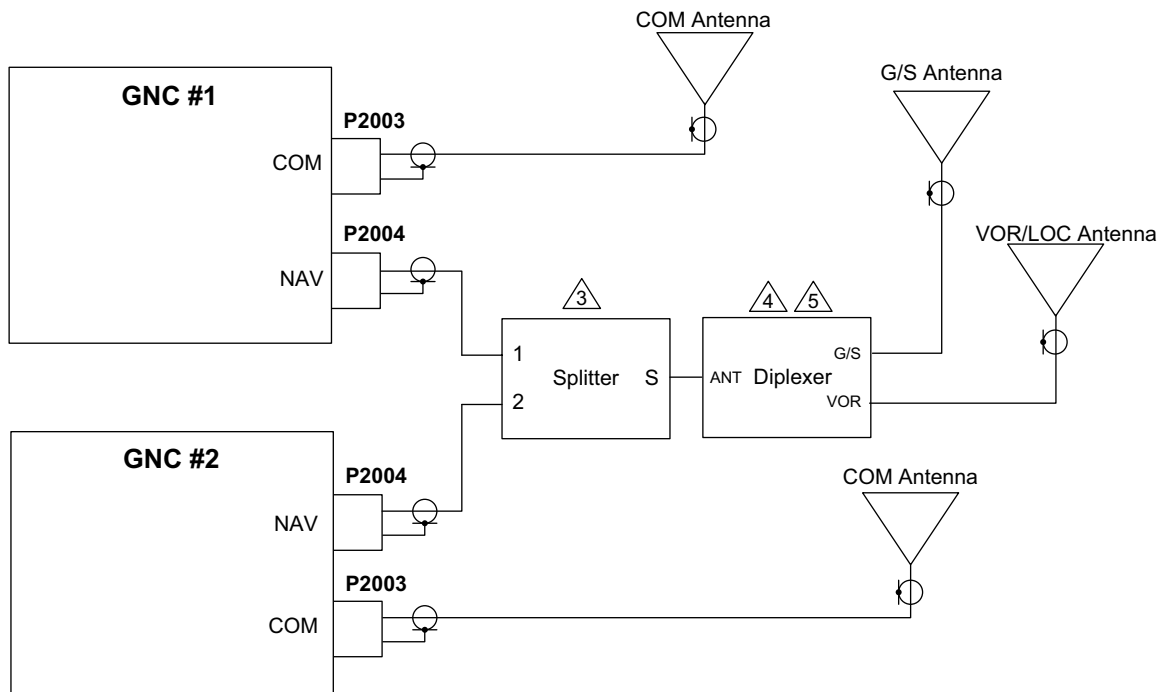 COM Antenna
G/S Antenna
GNC #1
P2003
COM
VOR/LOC Antenna
P2004
NAV
3
4
5
1
2
Splitter
S
ANT
Diplexer
G/S
VOR
GNC #2
P2004
NAV
COM Antenna
P2003
COM